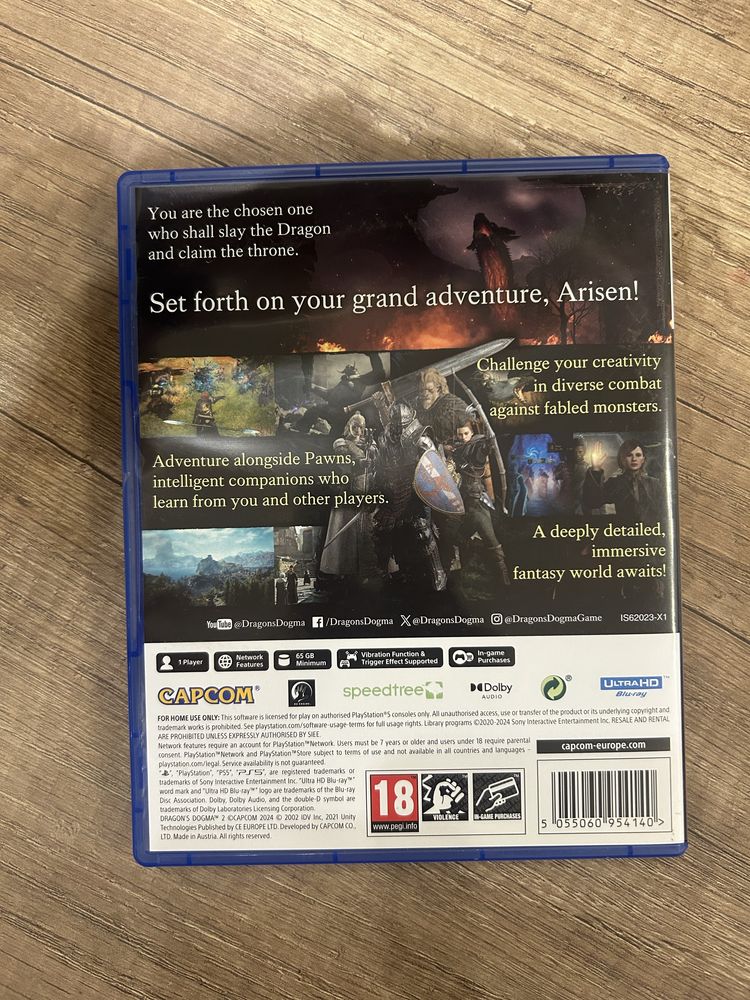 You are the chosen one
who shall slay the Dragon
and claim the throne.
Set forth on your grand adventure, Arisen!
Challenge your creativity
in diverse combat
against fabled monsters.
Adventure alongside Pawns,
intelligent companions who
learn from you and other players.
A deeply detailed,
immersive
fantasy world awaits!
YouTube @DragonsDogma f /DragonsDogma X @DragonsDogma @DragonsDogmaGame IS62023-X1
1 Player
Network
Features
65 GB
Minimum
Vibration Function &
Trigger Effect Supported
In-game
Purchases
CAPCOM®
RE ENGINE
speedtree
Dolby
AUDIO
ULTRA HD
Blu-ray
FOR HOME USE ONLY: This software is licensed for play on authorised PlayStation®5 consoles only. All unauthorised access, use or transfer of the product or its underlying copyright and
trademark works is prohibited. See playstation.com/software-usage-terms for full usage rights. Library programs ©2020-2024 Sony Interactive Entertainment Inc. RESALE AND RENTAL
ARE PROHIBITED UNLESS EXPRESSLY AUTHORISED BY SIEE.
Network features require an account for PlayStation™Network. Users must be 7 years or older and users under 18 require parental
consent. PlayStation™Network and PlayStation™Store subject to terms of use and not available in all countries and languages -
playstation.com/legal. Service availability is not guaranteed.
"PlayStation", "PS5", "PS5", are registered trademarks or
trademarks of Sony Interactive Entertainment Inc. "Ultra HD Blu-ray™"
word mark and "Ultra HD Blu-ray™" logo are trademarks of the Blu-ray
Disc Association. Dolby, Dolby Audio, and the double-D symbol are
trademarks of Dolby Laboratories Licensing Corporation.
DRAGON'S DOGMA™ 2 ©CAPCOM 2024 © 2002 IDV Inc, 2021 Unity
Technologies Published by CE EUROPE LTD. Developed by CAPCOM CO.,
LTD. Made in Austria. All rights reserved.
capcom-europe.com
18
www.pegi.info
VIOLENCE
IN-GAME PURCHASES
5 055060 954140 >